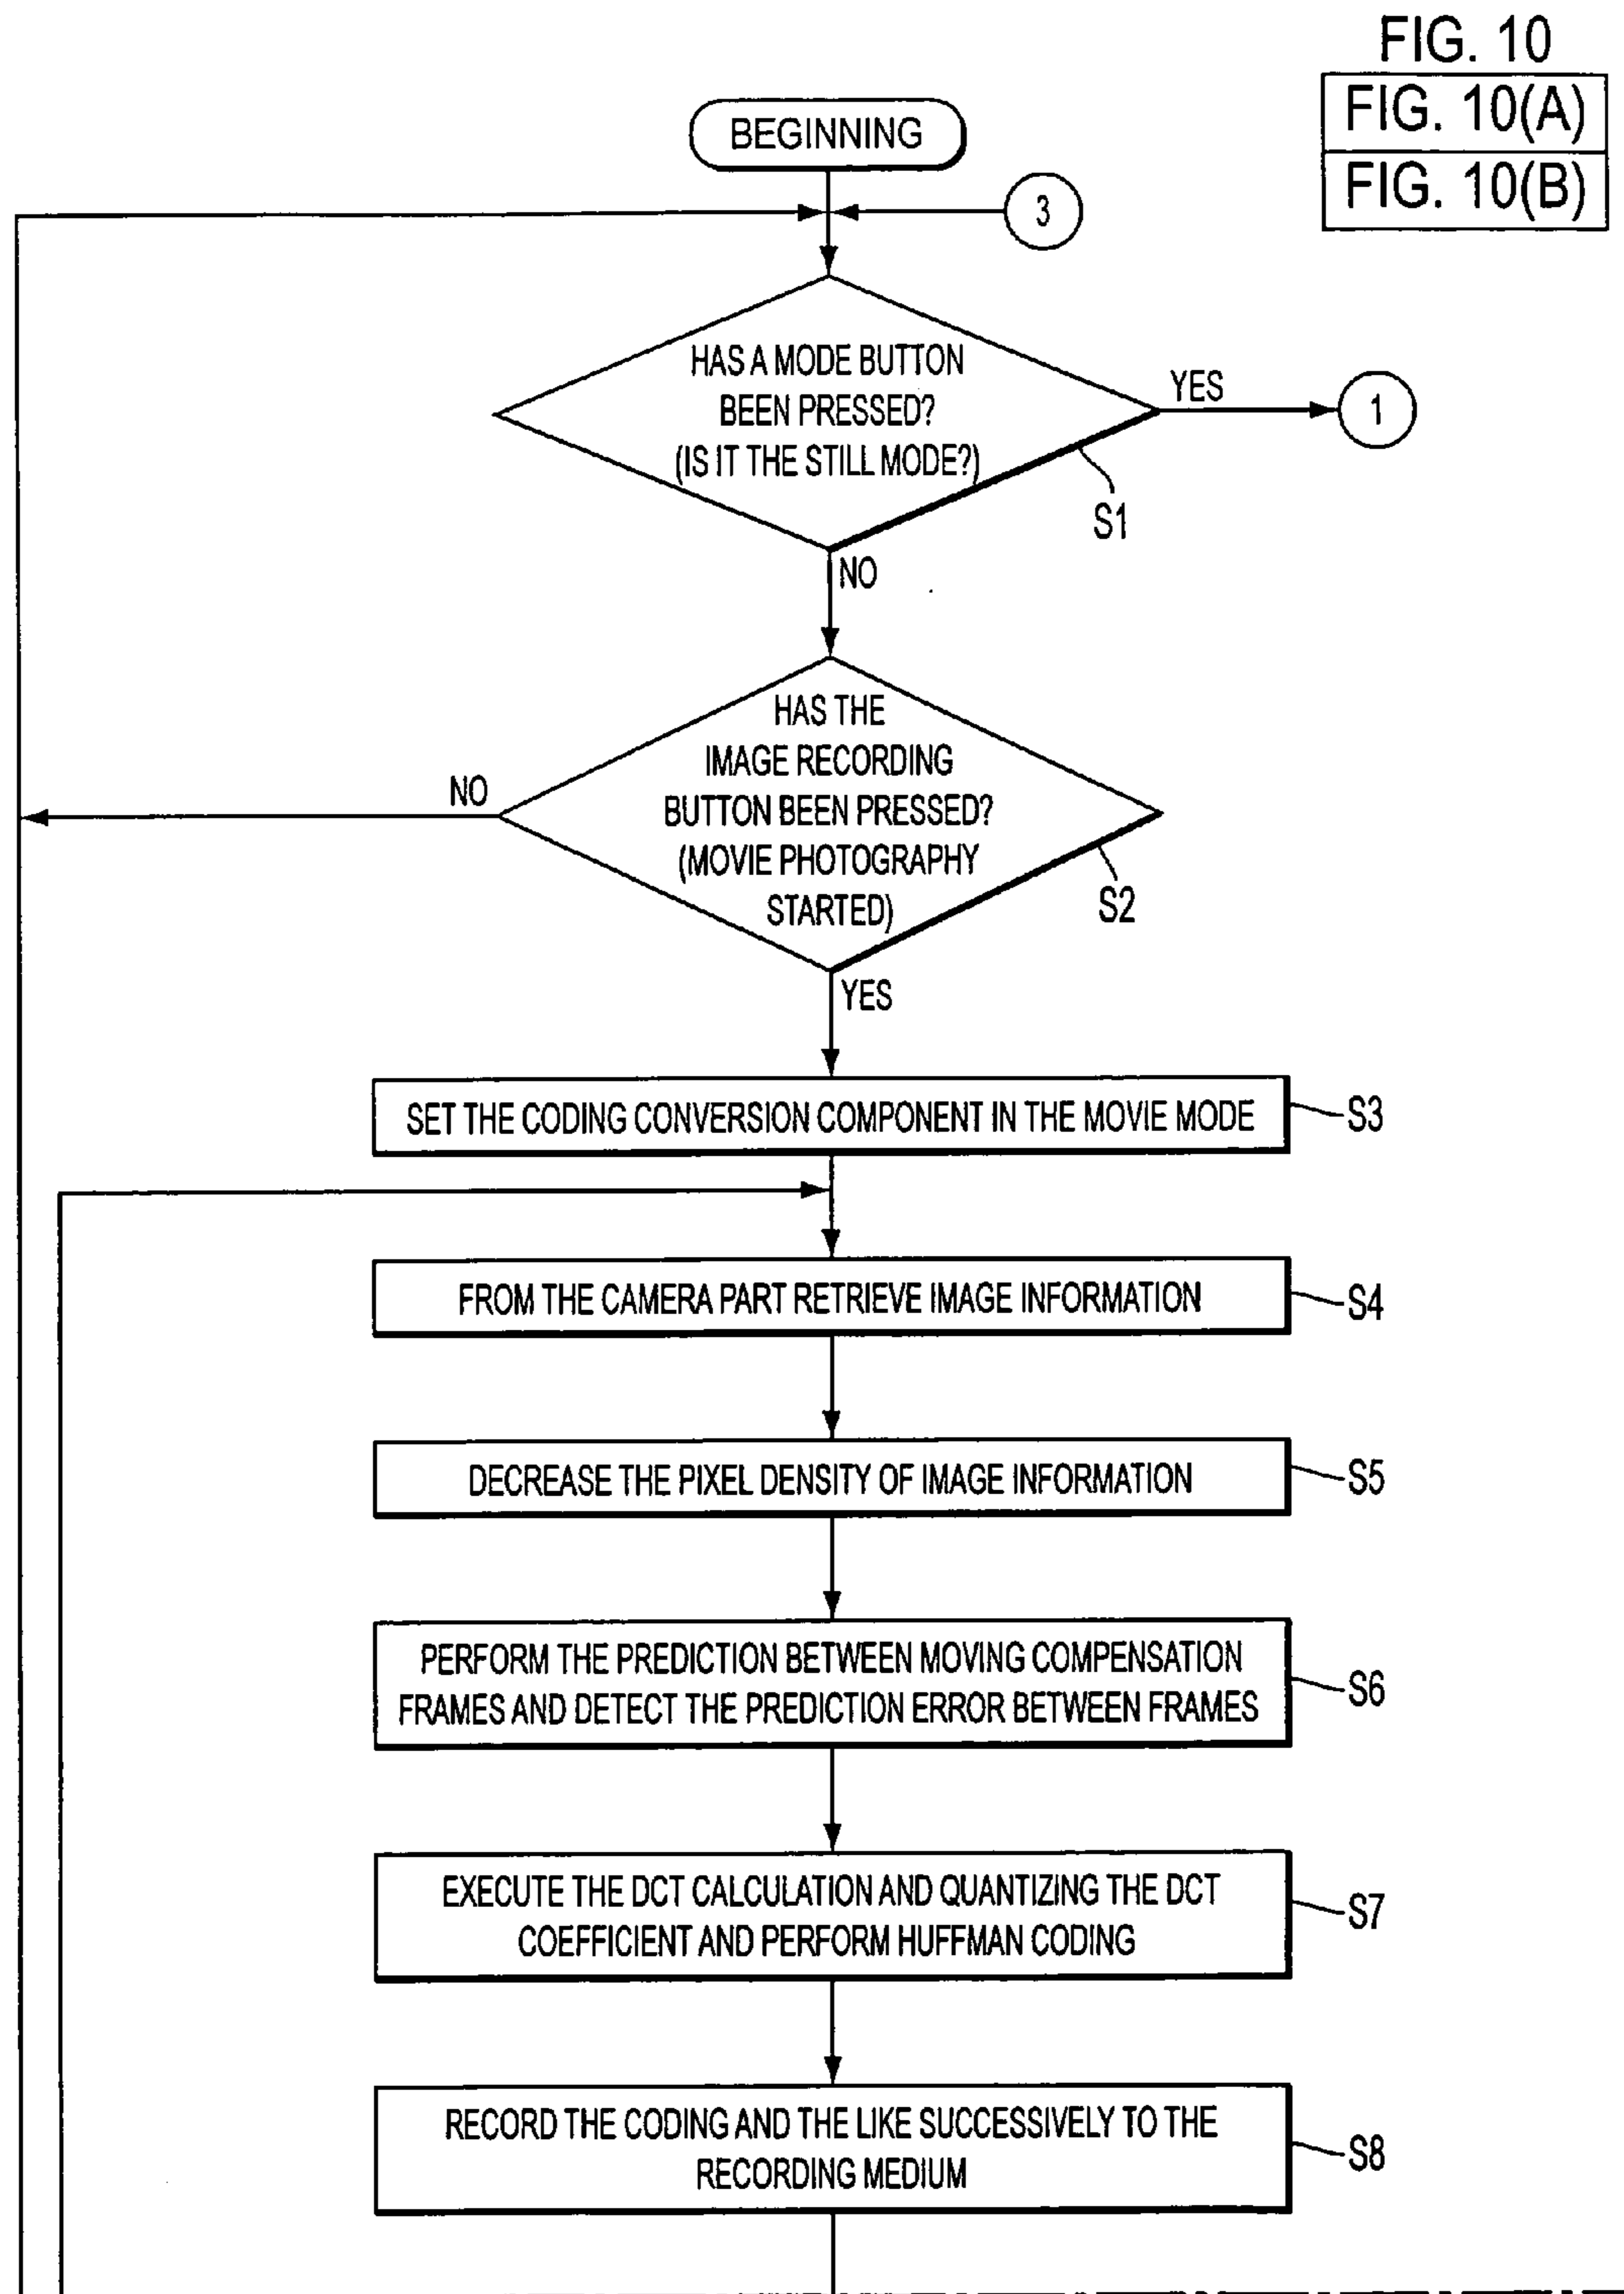 FIG. 10
FIG. 10(A)
FIG. 10(B)
BEGINNING
3
HAS A MODE BUTTON
BEEN PRESSED?
(IS IT THE STILL MODE?)
YES
1
S1
NO
HAS THE
IMAGE RECORDING
BUTTON BEEN PRESSED?
(MOVIE PHOTOGRAPHY
STARTED)
NO
S2
YES
SET THE CODING CONVERSION COMPONENT IN THE MOVIE MODE
S3
FROM THE CAMERA PART RETRIEVE IMAGE INFORMATION
S4
DECREASE THE PIXEL DENSITY OF IMAGE INFORMATION
S5
PERFORM THE PREDICTION BETWEEN MOVING COMPENSATION
FRAMES AND DETECT THE PREDICTION ERROR BETWEEN FRAMES
S6
EXECUTE THE DCT CALCULATION AND QUANTIZING THE DCT
COEFFICIENT AND PERFORM HUFFMAN CODING
S7
RECORD THE CODING AND THE LIKE SUCCESSIVELY TO THE
RECORDING MEDIUM
S8